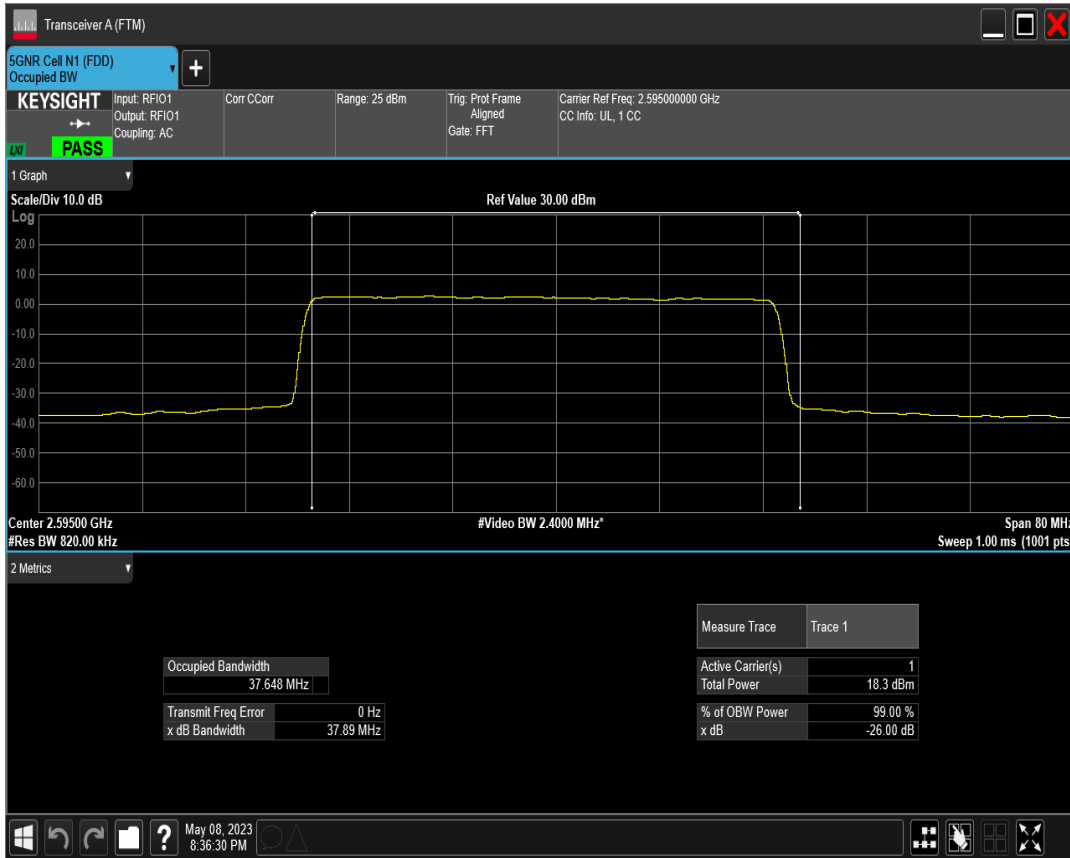 Transceiver A (FTM)
5GNR Cell N1 (FDD)
Occupied BW
+
KEYSIGHT
LXI
PASS
Input: RFIO1
Output: RFIO1
Coupling: AC
Corr CCorr
Range: 25 dBm
Trig: Prot Frame
Aligned
Gate: FFT
Carrier Ref Freq: 2.595000000 GHz
CC Info: UL, 1 CC
1 Graph
Scale/Div 10.0 dB
Ref Value 30.00 dBm
Log
20.0
10.0
0.00
-10.0
-20.0
-30.0
-40.0
-50.0
-60.0
Center 2.59500 GHz
#Video BW 2.4000 MHz*
Span 80 MHz
#Res BW 820.00 kHz
Sweep 1.00 ms (1001 pts
2 Metrics
Measure Trace Trace 1
Occupied Bandwidth
37.648 MHz
Active Carrier(s) 1
Total Power 18.3 dBm
Transmit Freq Error 0 Hz
x dB Bandwidth 37.89 MHz
% of OBW Power 99.00 %
x dB -26.00 dB
?
May 08, 2023
8:36:30 PM